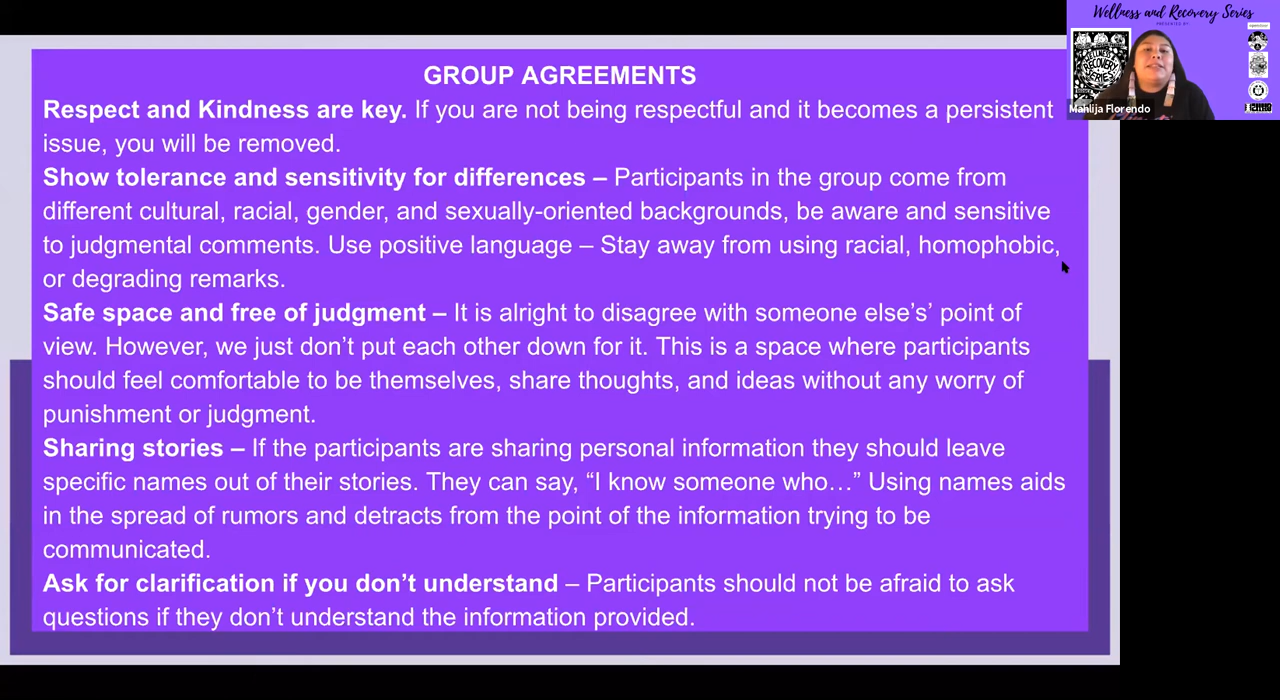 Wellness and Recovery Series
PRESENTED BY:
WELLNESS
RECOVERY
SERIES
Mahlija Florendo
GROUP AGREEMENTS
Respect and Kindness are key. If you are not being respectful and it becomes a persistent
issue, you will be removed.
Show tolerance and sensitivity for differences – Participants in the group come from
different cultural, racial, gender, and sexually-oriented backgrounds, be aware and sensitive
to judgmental comments. Use positive language – Stay away from using racial, homophobic,
or degrading remarks.
Safe space and free of judgment – It is alright to disagree with someone else’s’ point of
view. However, we just don’t put each other down for it. This is a space where participants
should feel comfortable to be themselves, share thoughts, and ideas without any worry of
punishment or judgment.
Sharing stories – If the participants are sharing personal information they should leave
specific names out of their stories. They can say, “I know someone who…” Using names aids
in the spread of rumors and detracts from the point of the information trying to be
communicated.
Ask for clarification if you don’t understand – Participants should not be afraid to ask
questions if they don’t understand the information provided.